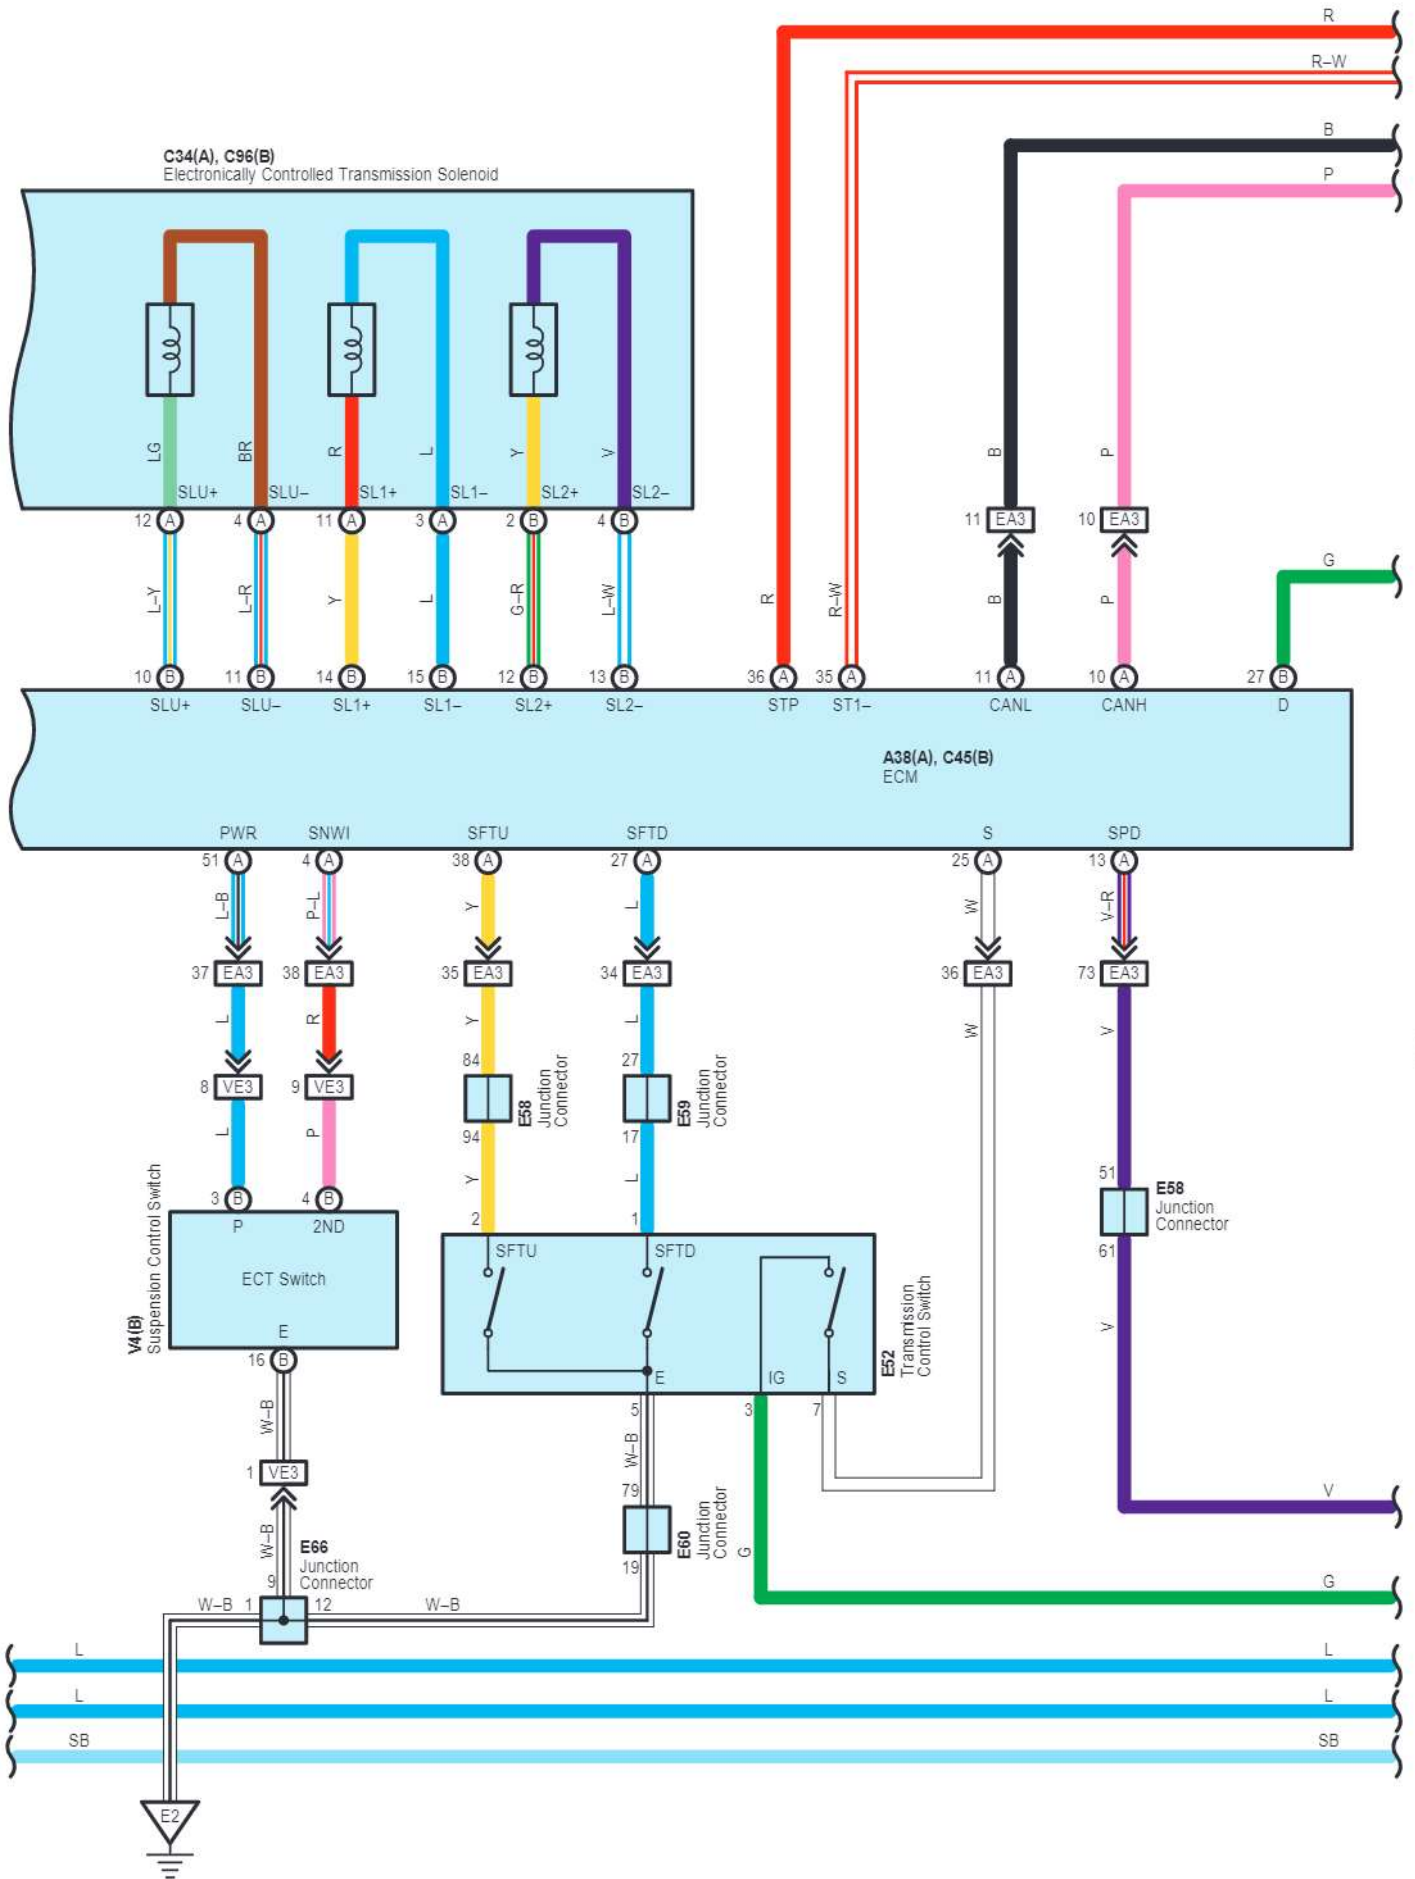 R
R–W
B
P
C34(A), C96(B)
Electronically Controlled Transmission Solenoid
LG
BR
R
L
Y
V
B
P
SLU+
SLU–
SL1+
SL1–
SL2+
SL2–
12 A
4 A
11 A
3 A
2 B
4 B
11 EA3
10 EA3
G
L–Y
L–R
Y
L
G–R
L–W
R
R–W
B
P
10 B
11 B
14 B
15 B
12 B
13 B
36 A
35 A
11 A
10 A
27 B
SLU+
SLU–
SL1+
SL1–
SL2+
SL2–
STP
ST1–
CANL
CANH
D
A38(A), C45(B)
ECM
PWR
SNWI
SFTU
SFTD
S
SPD
51 A
4 A
38 A
27 A
25 A
13 A
L–B
P–L
Y
L
W
V–R
37 EA3
38 EA3
35 EA3
34 EA3
36 EA3
73 EA3
L
R
Y
L
W
V
84
27
E58
Junction
Connector
E59
Junction
Connector
8 VE3
9 VE3
94
17
L
P
Y
L
51
E58
Junction
Connector
61
3 B
4 B
2
1
P
2ND
ECT Switch
E
V4(B)
Suspension Control Switch
SFTU
SFTD
E
IG
S
E52
Transmission
Control Switch
V
16 B
5
3
7
W–B
W–B
1 VE3
79
E60
Junction
Connector
V
W–B
E66
Junction
Connector
G
9
19
G
W–B
1
12
W–B
L
L
L
L
SB
SB
E2